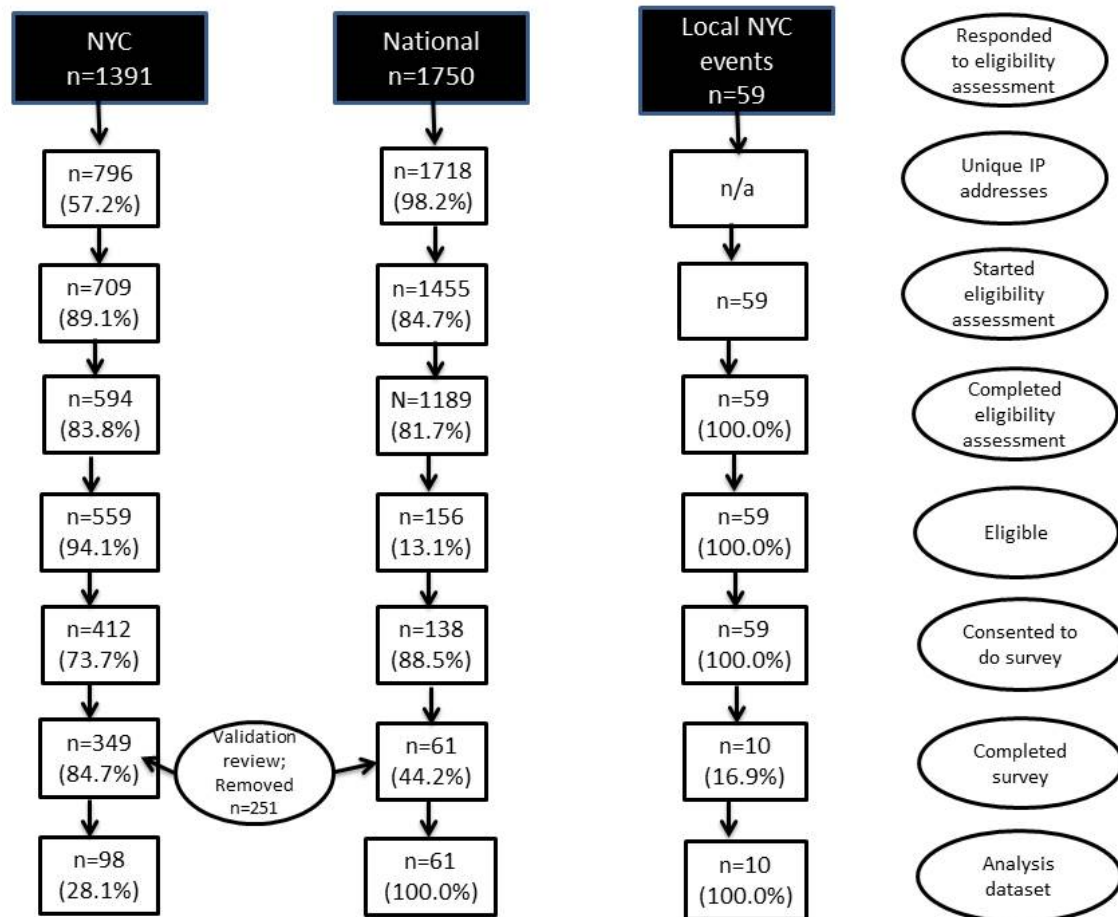 NYC
n=1391
National
n=1750
Local NYC
events
n=59
Responded
to eligibility
assessment
n=796
(57.2%)
n=1718
(98.2%)
n/a
Unique IP
addresses
n=709
(89.1%)
n=1455
(84.7%)
n=59
Started
eligibility
assessment
n=594
(83.8%)
N=1189
(81.7%)
n=59
(100.0%)
Completed
eligibility
assessment
n=559
(94.1%)
n=156
(13.1%)
n=59
(100.0%)
Eligible
n=412
(73.7%)
n=138
(88.5%)
n=59
(100.0%)
Consented to
do survey
n=349
(84.7%)
Validation
review;
Removed
n=251
n=61
(44.2%)
n=10
(16.9%)
Completed
survey
n=98
(28.1%)
n=61
(100.0%)
n=10
(100.0%)
Analysis
dataset